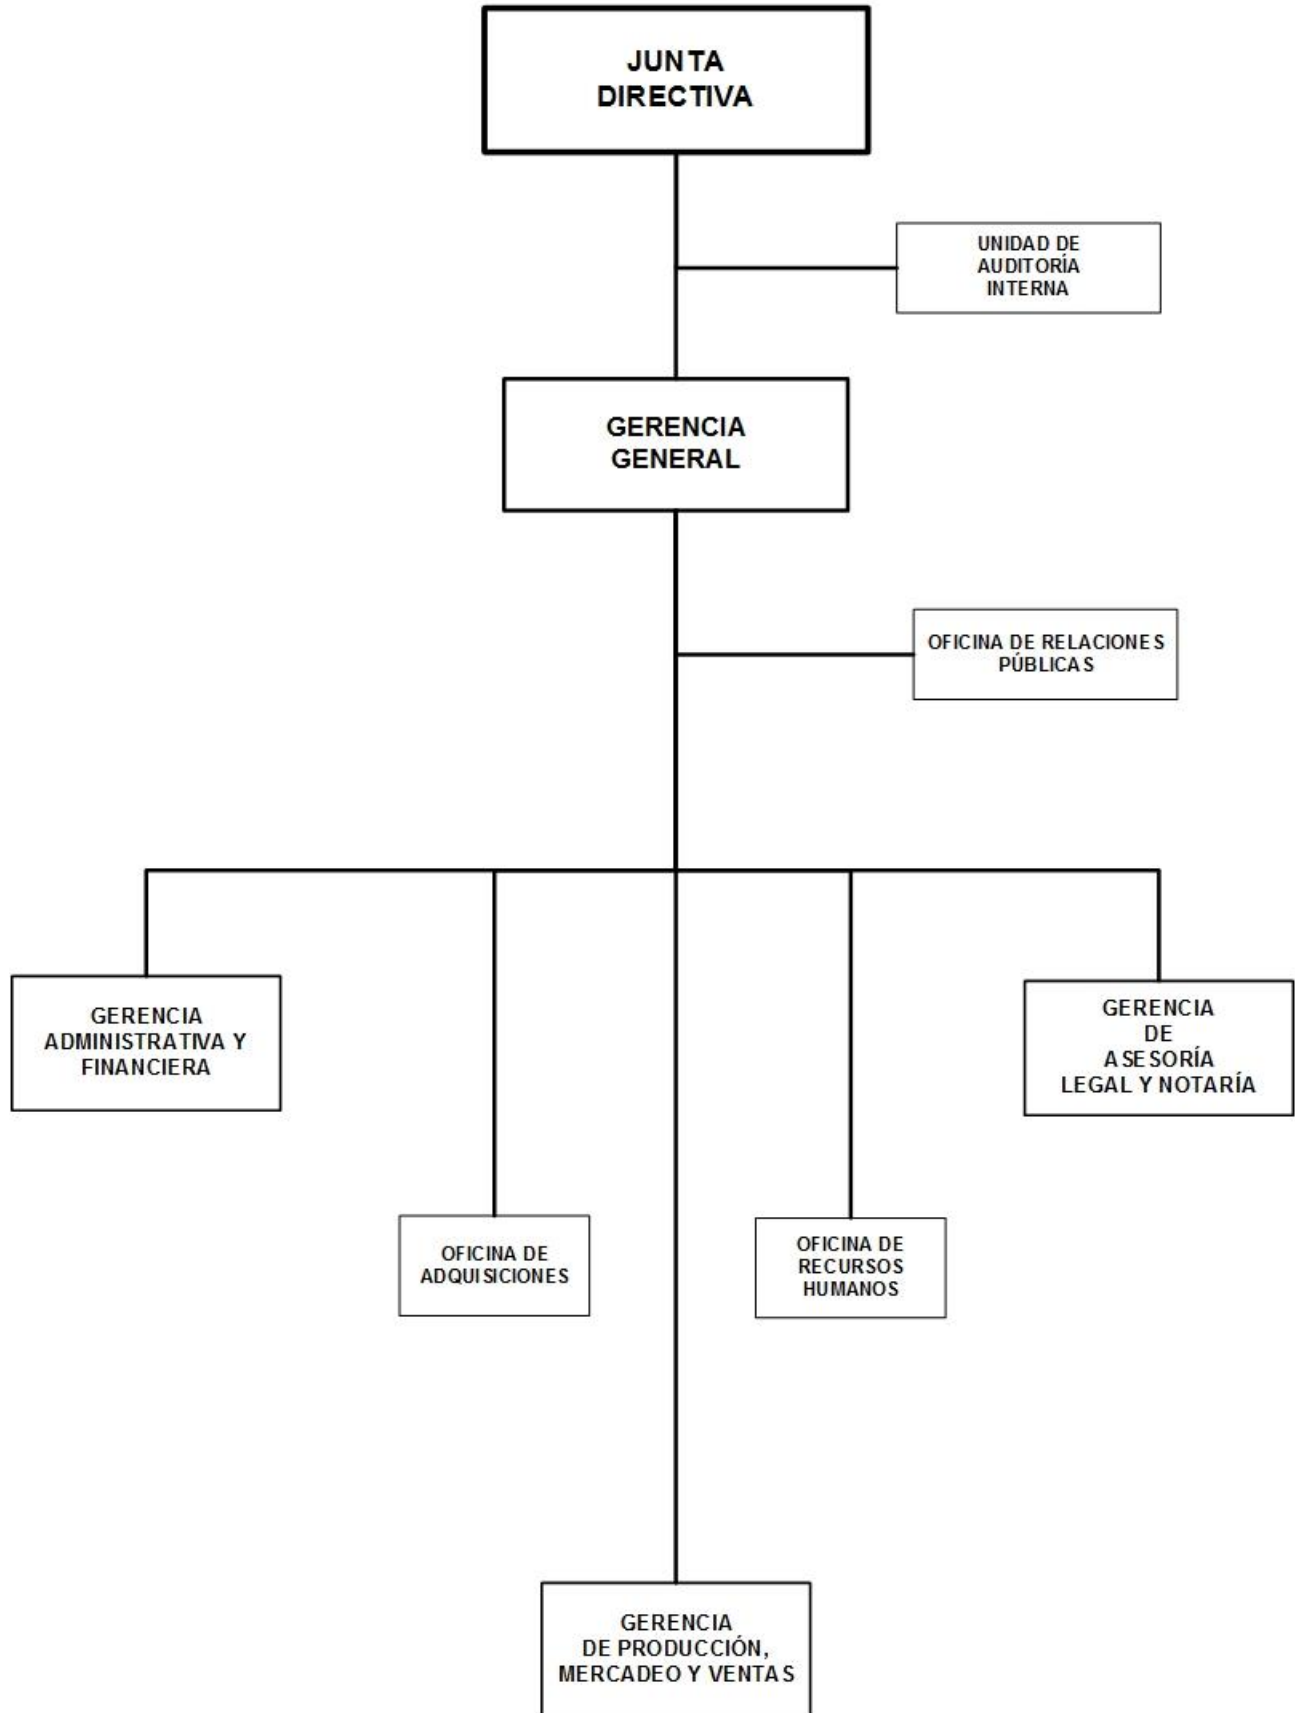 JUNTA
DIRECTIVA
UNIDAD DE
AUDITORÍA
INTERNA
GERENCIA
GENERAL
OFICINA DE RELACIONES
PÚBLICAS
GERENCIA
ADMINISTRATIVA Y
FINANCIERA
GERENCIA
DE
ASESORÍA
LEGAL Y NOTARÍA
OFICINA DE
ADQUISICIONES
OFICINA DE
RECURSOS
HUMANOS
GERENCIA
DE PRODUCCIÓN,
MERCADEO Y VENTAS